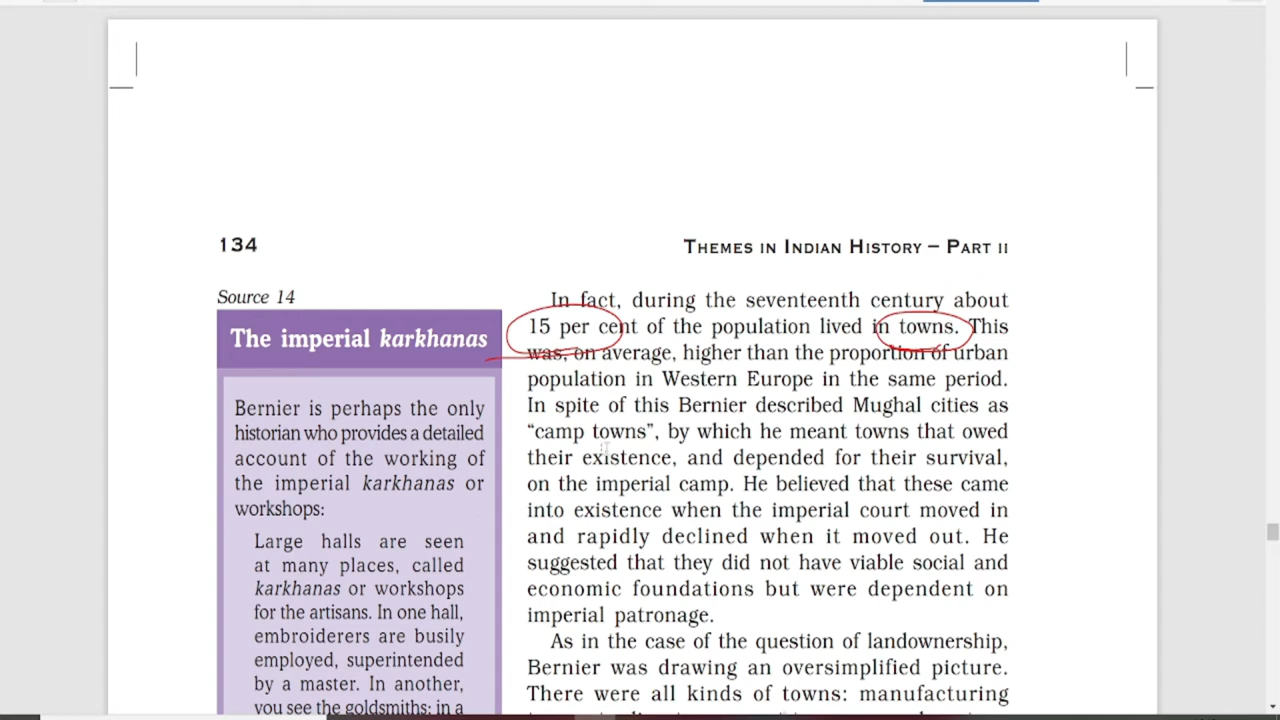 134
THEMES IN INDIAN HISTORY – PART II
Source 14
The imperial karkhanas
Bernier is perhaps the only
historian who provides a detailed
account of the working of
the imperial karkhanas or
workshops:
Large halls are seen
at many places, called
karkhanas or workshops
for the artisans. In one hall,
embroiderers are busily
employed, superintended
by a master. In another,
you see the goldsmiths; in a
In fact, during the seventeenth century about
15 per cent of the population lived in towns. This
was, on average, higher than the proportion of urban
population in Western Europe in the same period.
In spite of this Bernier described Mughal cities as
“camp towns”, by which he meant towns that owed
their existence, and depended for their survival,
on the imperial camp. He believed that these came
into existence when the imperial court moved in
and rapidly declined when it moved out. He
suggested that they did not have viable social and
economic foundations but were dependent on
imperial patronage.
As in the case of the question of landownership,
Bernier was drawing an oversimplified picture.
There were all kinds of towns: manufacturing